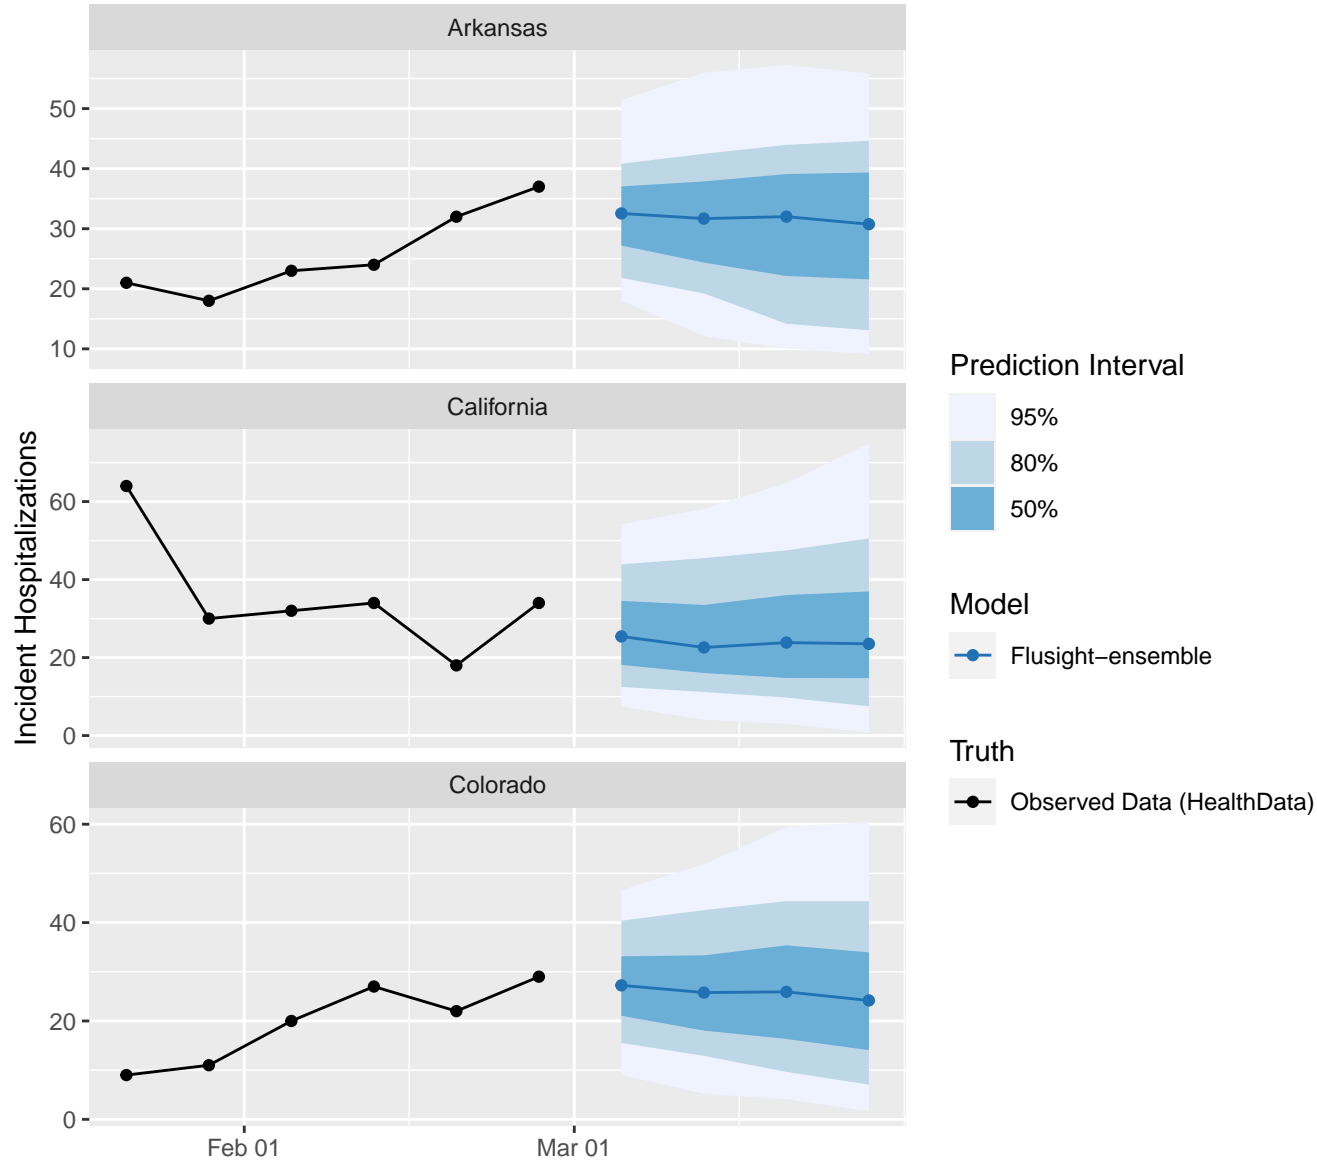 Arkansas
50
40
30
20
10
California
Incident Hospitalizations
60
40
20
0
Colorado
60
40
20
0
Feb 01
Mar 01
Prediction Interval
95%
80%
50%
Model
Flusight−ensemble
Truth
Observed Data (HealthData)